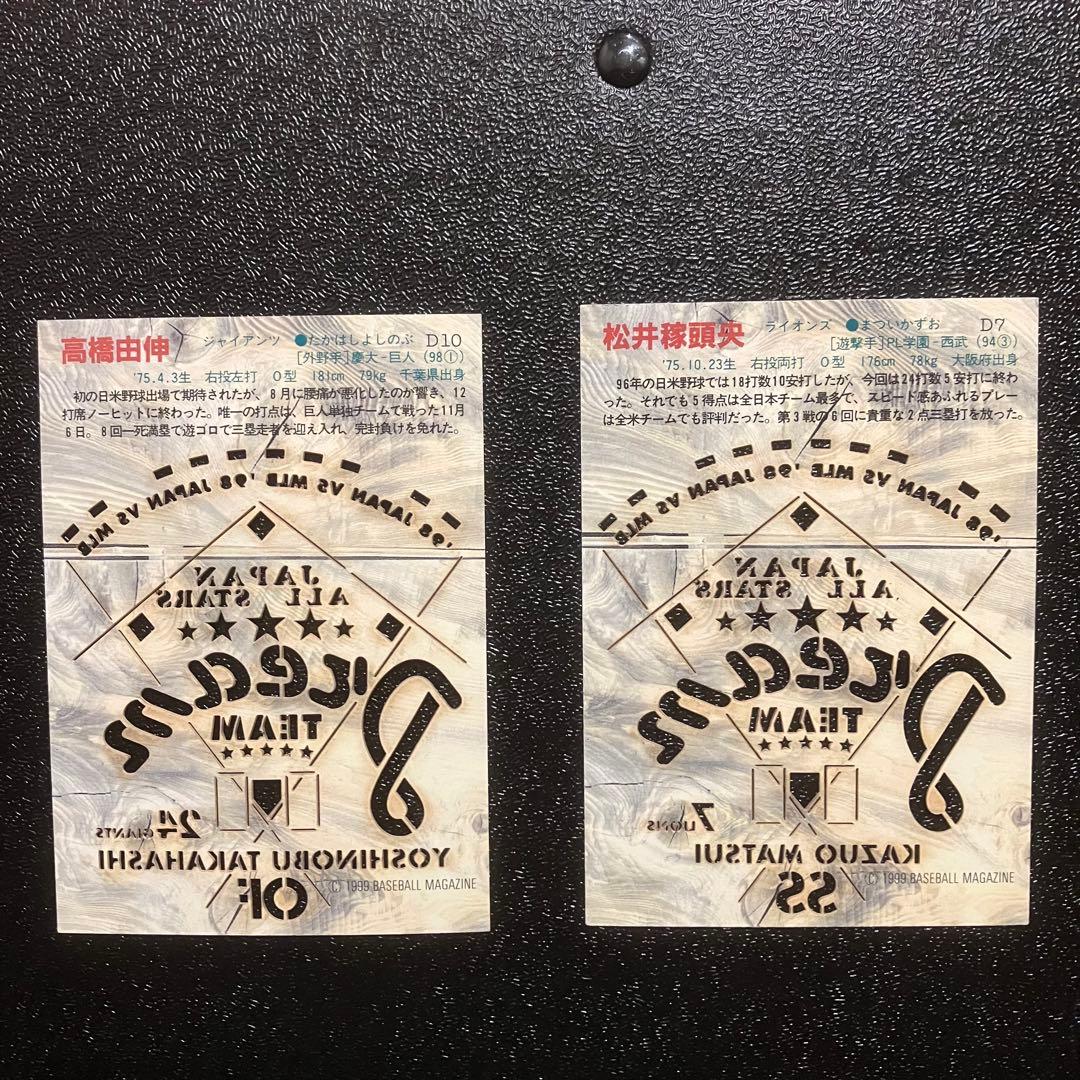 高橋由伸 ジャイアンツ ●たかはしよしのぶ D10
[外野手]慶大-巨人(98①)
'75.4.3生 右投左打 O型 181cm 79kg 千葉県出身
初の日米野球出場で期待されたが、8月に腰痛が悪化したのが響き、12
打席ノーヒットに終わった。唯一の打点は、巨人単独チームで戦った11月
6日。8回一死満塁で遊ゴロで三塁走者を迎え入れ、完封負けを免れた。
'98 JAPAN VS MLB '98 JAPAN VS MLB
JAPAN
ALL STARS
Dream
TEAM
24 GIANTS
YOSHINOBU TAKAHASHI
OF
(C) 1999 BASEBALL MAGAZINE
松井稼頭央 ライオンズ ●まついかずお D7
[遊撃手]PL学園-西武(94③)
'75.10.23生 右投両打 O型 176cm 78kg 大阪府出身
96年の日米野球では18打数10安打したが、今回は24打数5安打に終わ
った。それでも5得点は全日本チーム最多で、スピード感あふれるプレー
は全米チームでも評判だった。第3戦の6回に貴重な2点三塁打を放った。
'98 JAPAN VS MLB '98 JAPAN VS MLB
JAPAN
ALL STARS
Dream
TEAM
7 LIONS
KAZUO MATSUI
SS
(C) 1999 BASEBALL MAGAZINE